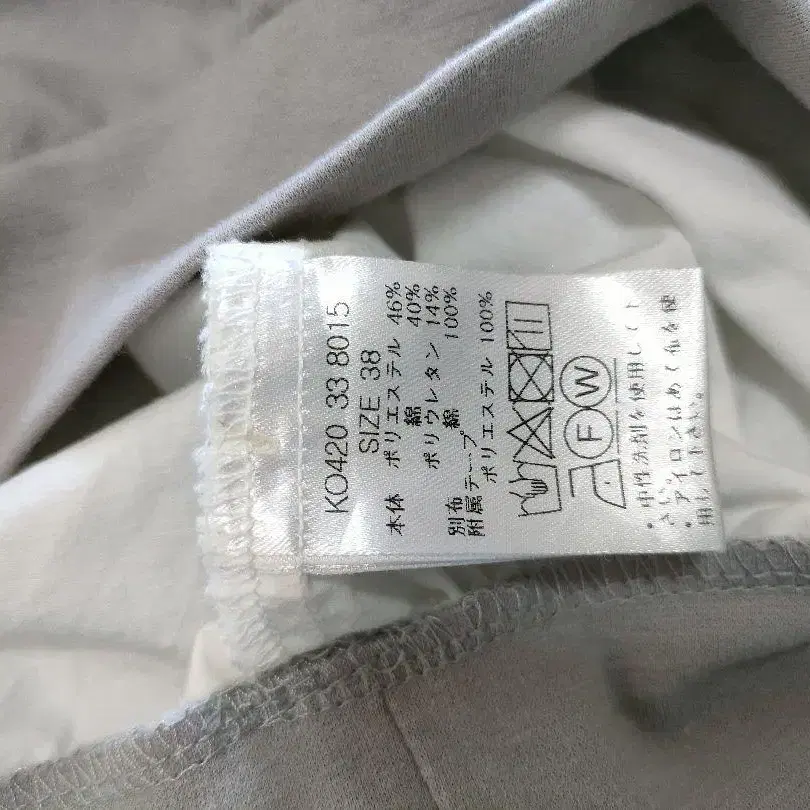 KO420 33 8015
SIZE 38
本体 ポリエステル 46%
綿 40%
ポリウレタン 14%
別布 綿 100%
附属テープ
ポリエステル 100%
F W
・中性洗剤を使用して下
さい。
・アイロンはあて布を使
用して下さい。